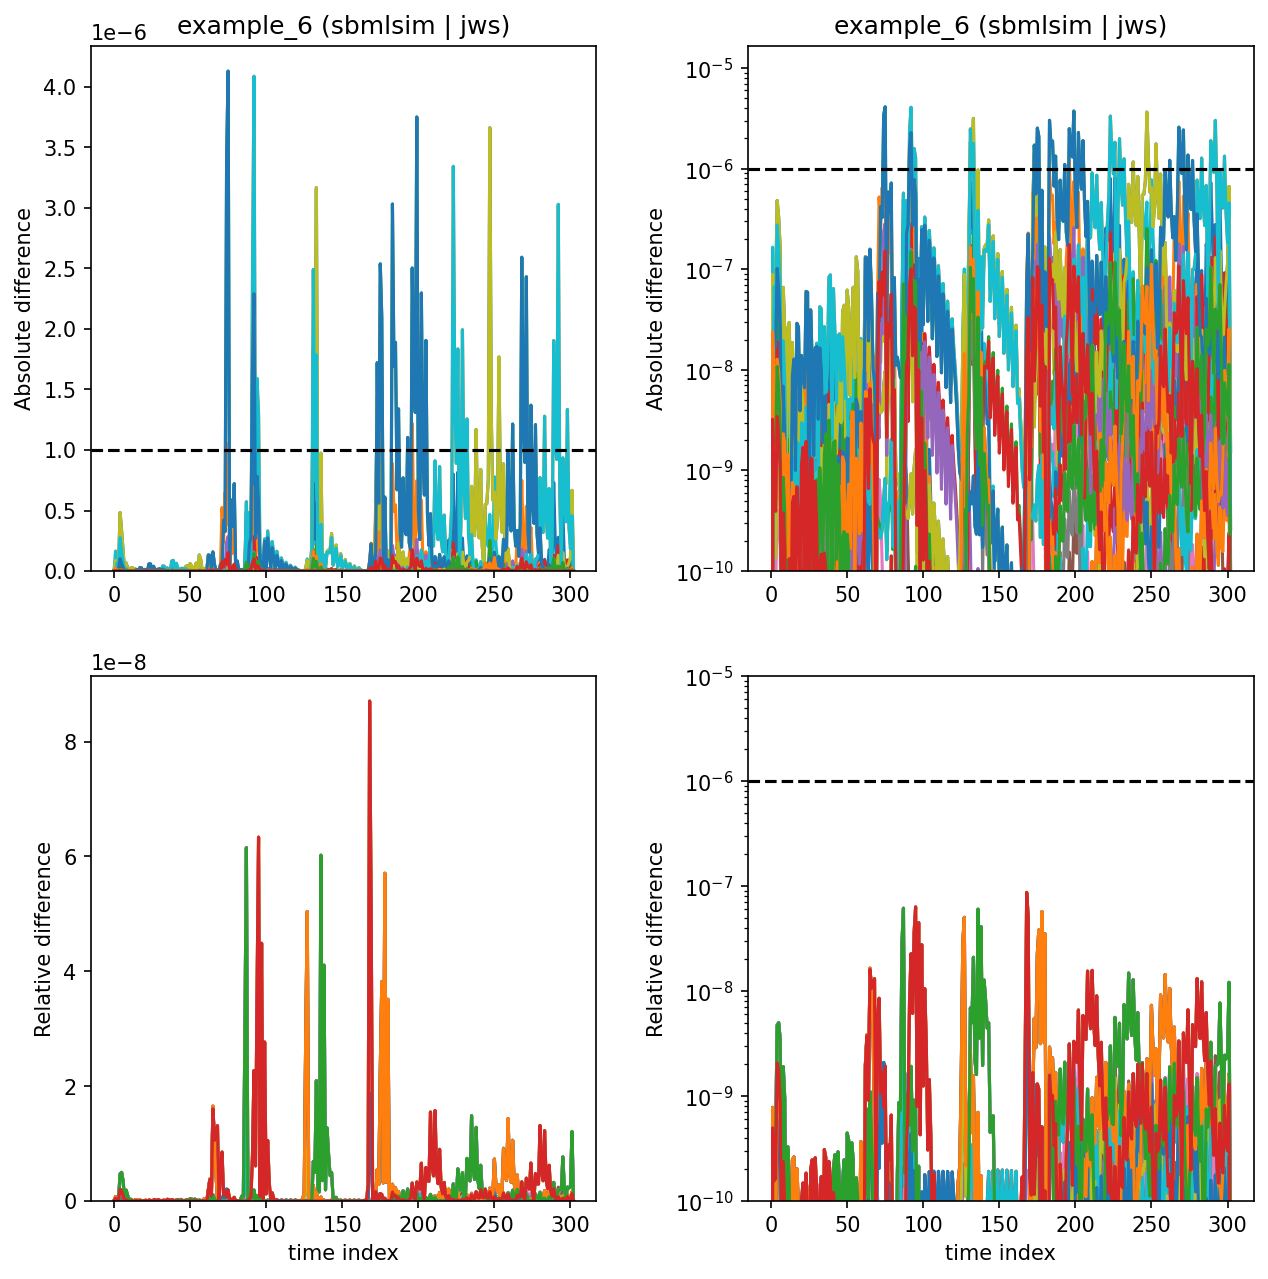 example_6 (sbmlsim | jws)
1e−6
Absolute difference
4.0
3.5
3.0
2.5
2.0
1.5
1.0
0.5
0.0
0 50 100 150 200 250 300
example_6 (sbmlsim | jws)
Absolute difference
10⁻⁵
10⁻⁶
10⁻⁷
10⁻⁸
10⁻⁹
10⁻¹⁰
0 50 100 150 200 250 300
1e−8
Relative difference
8
6
4
2
0
0 50 100 150 200 250 300
time index
Relative difference
10⁻⁵
10⁻⁶
10⁻⁷
10⁻⁸
10⁻⁹
10⁻¹⁰
0 50 100 150 200 250 300
time index